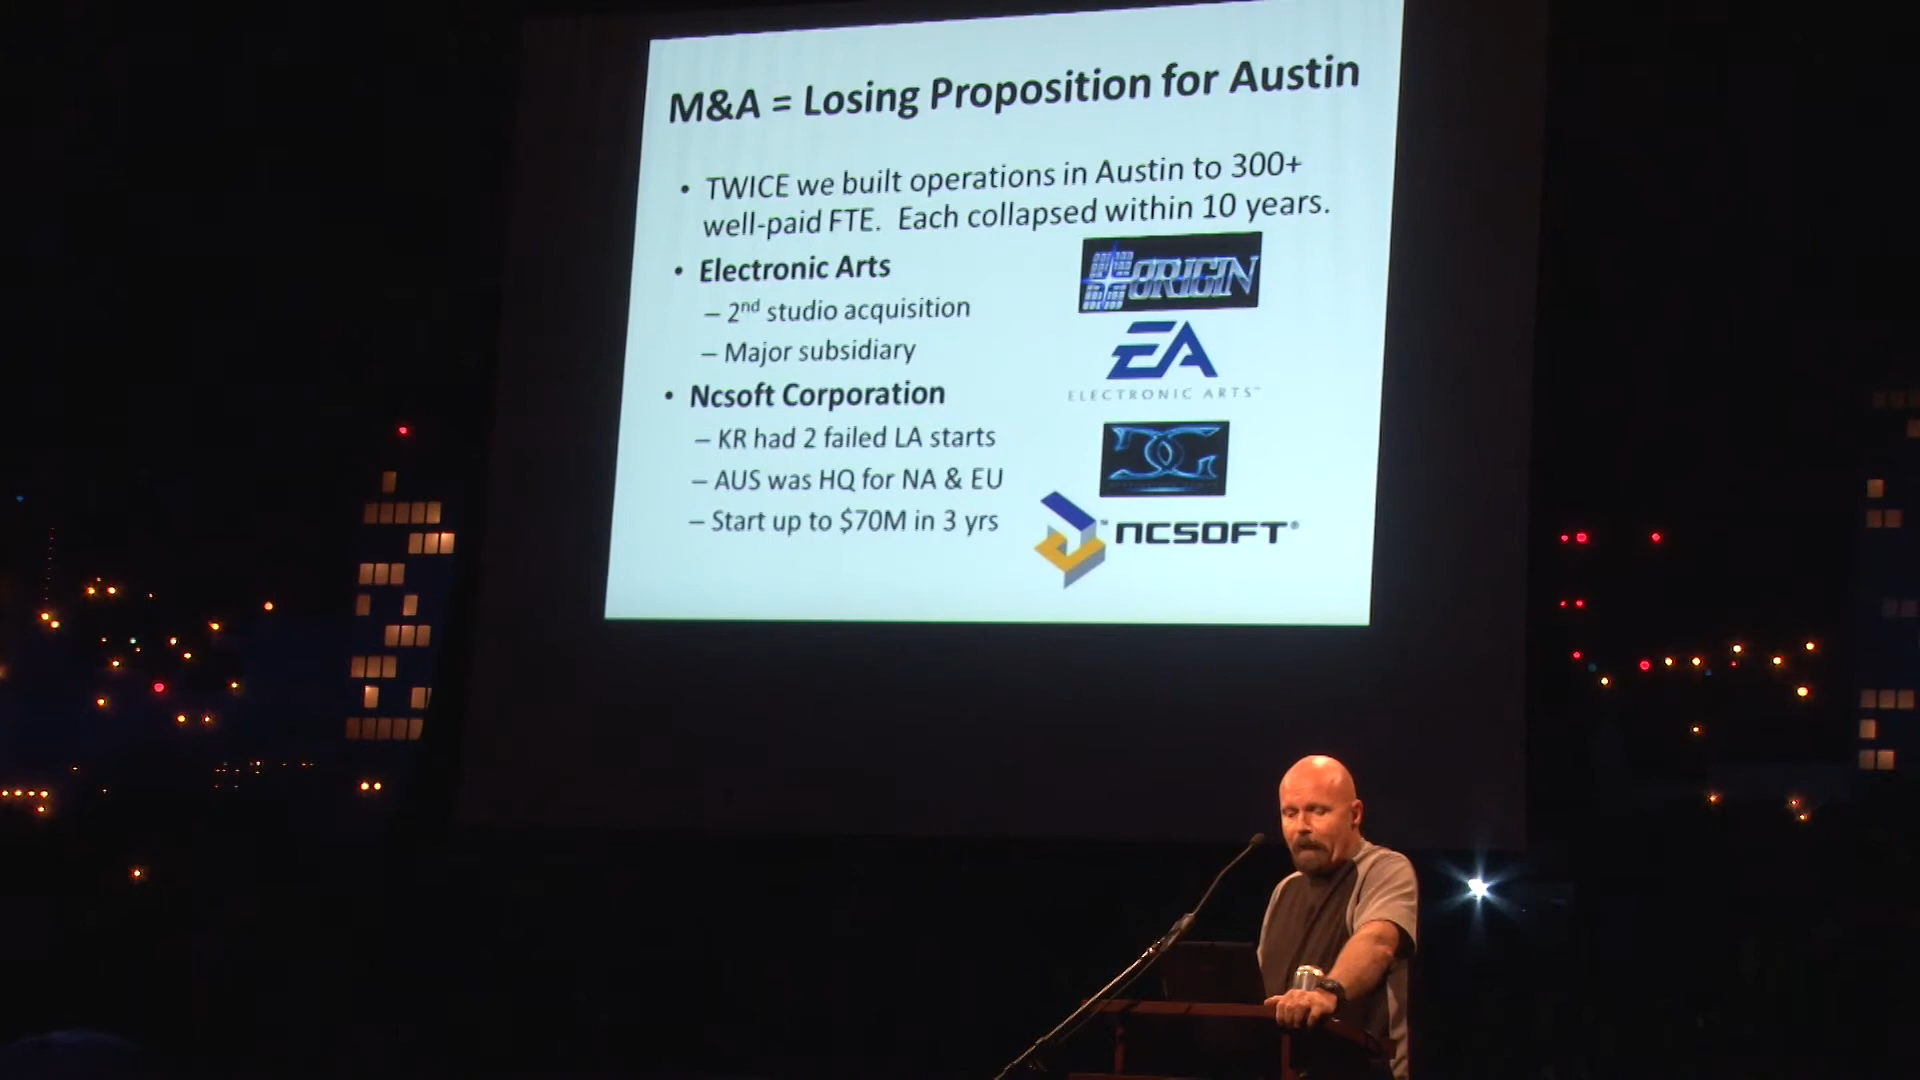 M&A = Losing Proposition for Austin
• TWICE we built operations in Austin to 300+
well-paid FTE. Each collapsed within 10 years.
• Electronic Arts
– 2nd studio acquisition
– Major subsidiary
• Ncsoft Corporation
– KR had 2 failed LA starts
– AUS was HQ for NA & EU
– Start up to $70M in 3 yrs
ORIGIN
EA
ELECTRONIC ARTS™
™ NCSOFT®